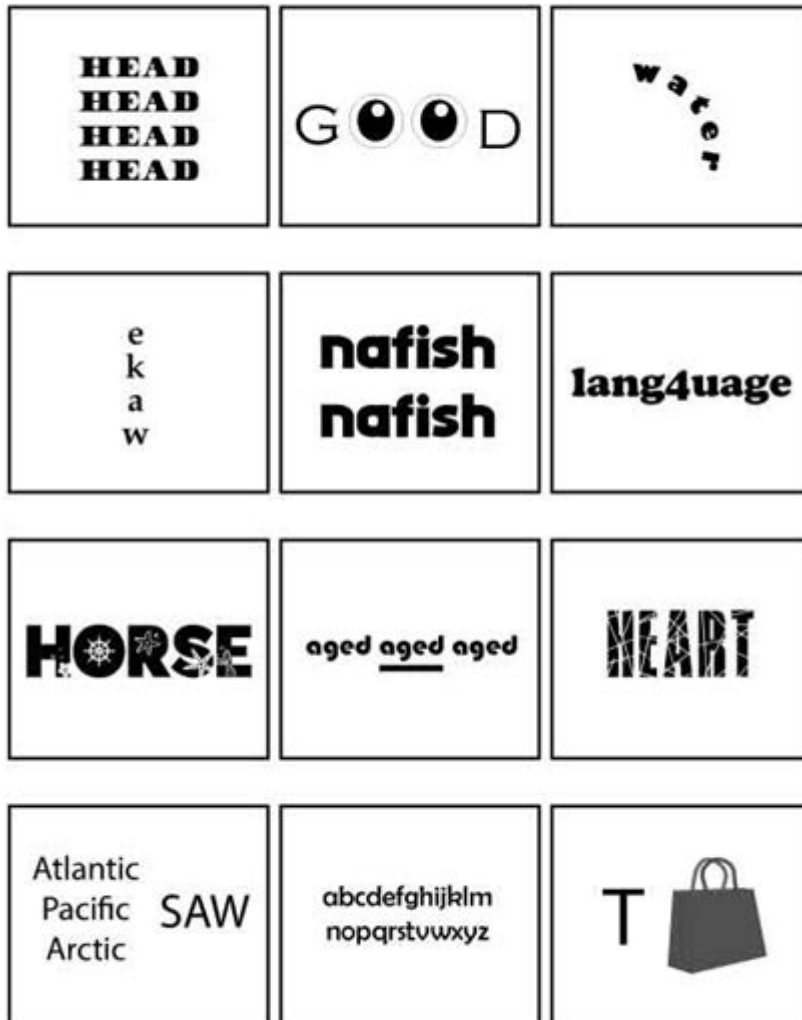 HEAD
HEAD
HEAD
HEAD
GOOD
water
e
k
a
w
nafish
nafish
lang4uage
HORSE
aged aged aged
HEART
Atlantic
Pacific
Arctic
SAW
abcdefghijklm
nopqrstvwxyz
T